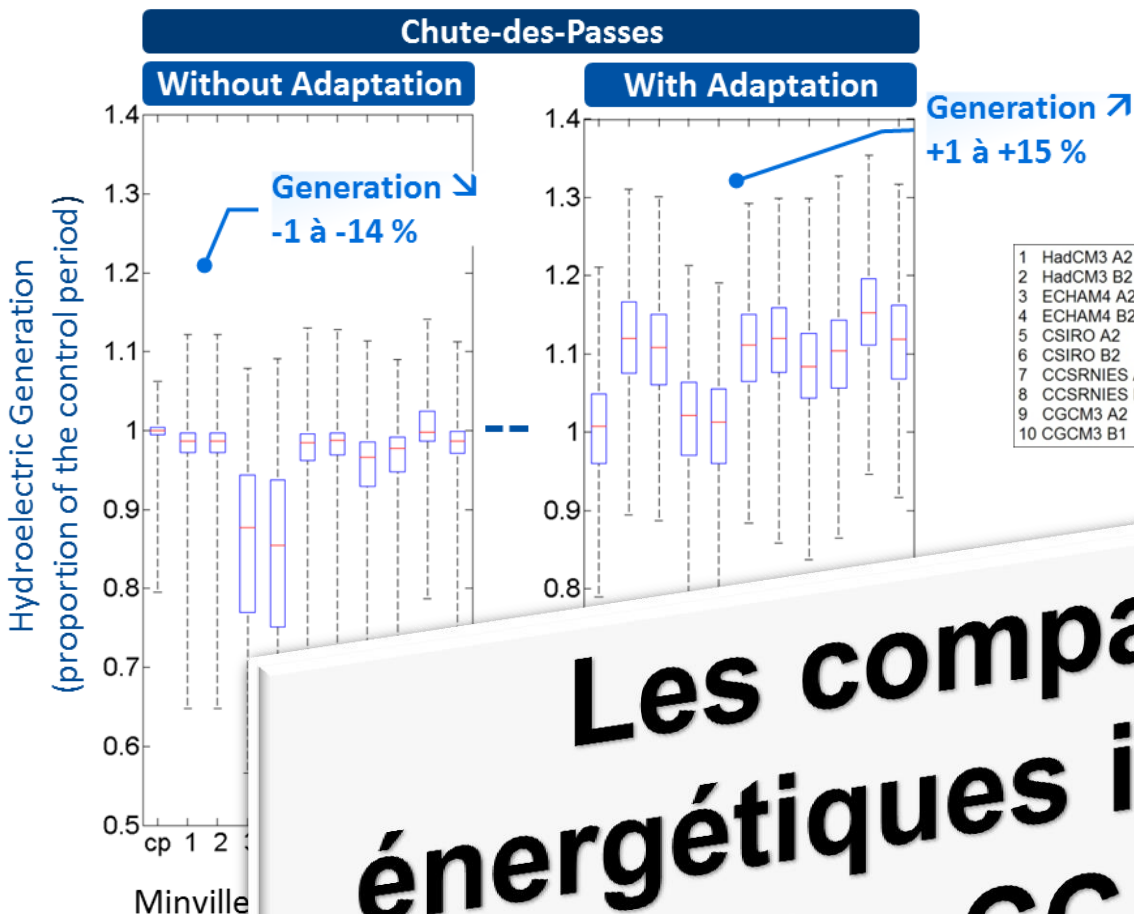 Chute-des-Passes
Without Adaptation
With Adaptation
Generation ↘
-1 à -14 %
Generation ↗
+1 à +15 %
Hydroelectric Generation
(proportion of the control period)
1.4
1.3
1.2
1.1
1
0.9
0.8
0.7
0.6
0.5
cp 1 2
1.4
1.3
1.2
1.1
1
0.9
0.8
1 HadCM3 A2
2 HadCM3 B2
3 ECHAM4 A2
4 ECHAM4 B2
5 CSIRO A2
6 CSIRO B2
7 CCSRNIES
8 CCSRNIES
9 CGCM3 A2
10 CGCM3 B1
Les compa
énergétiques i
CC
Minville